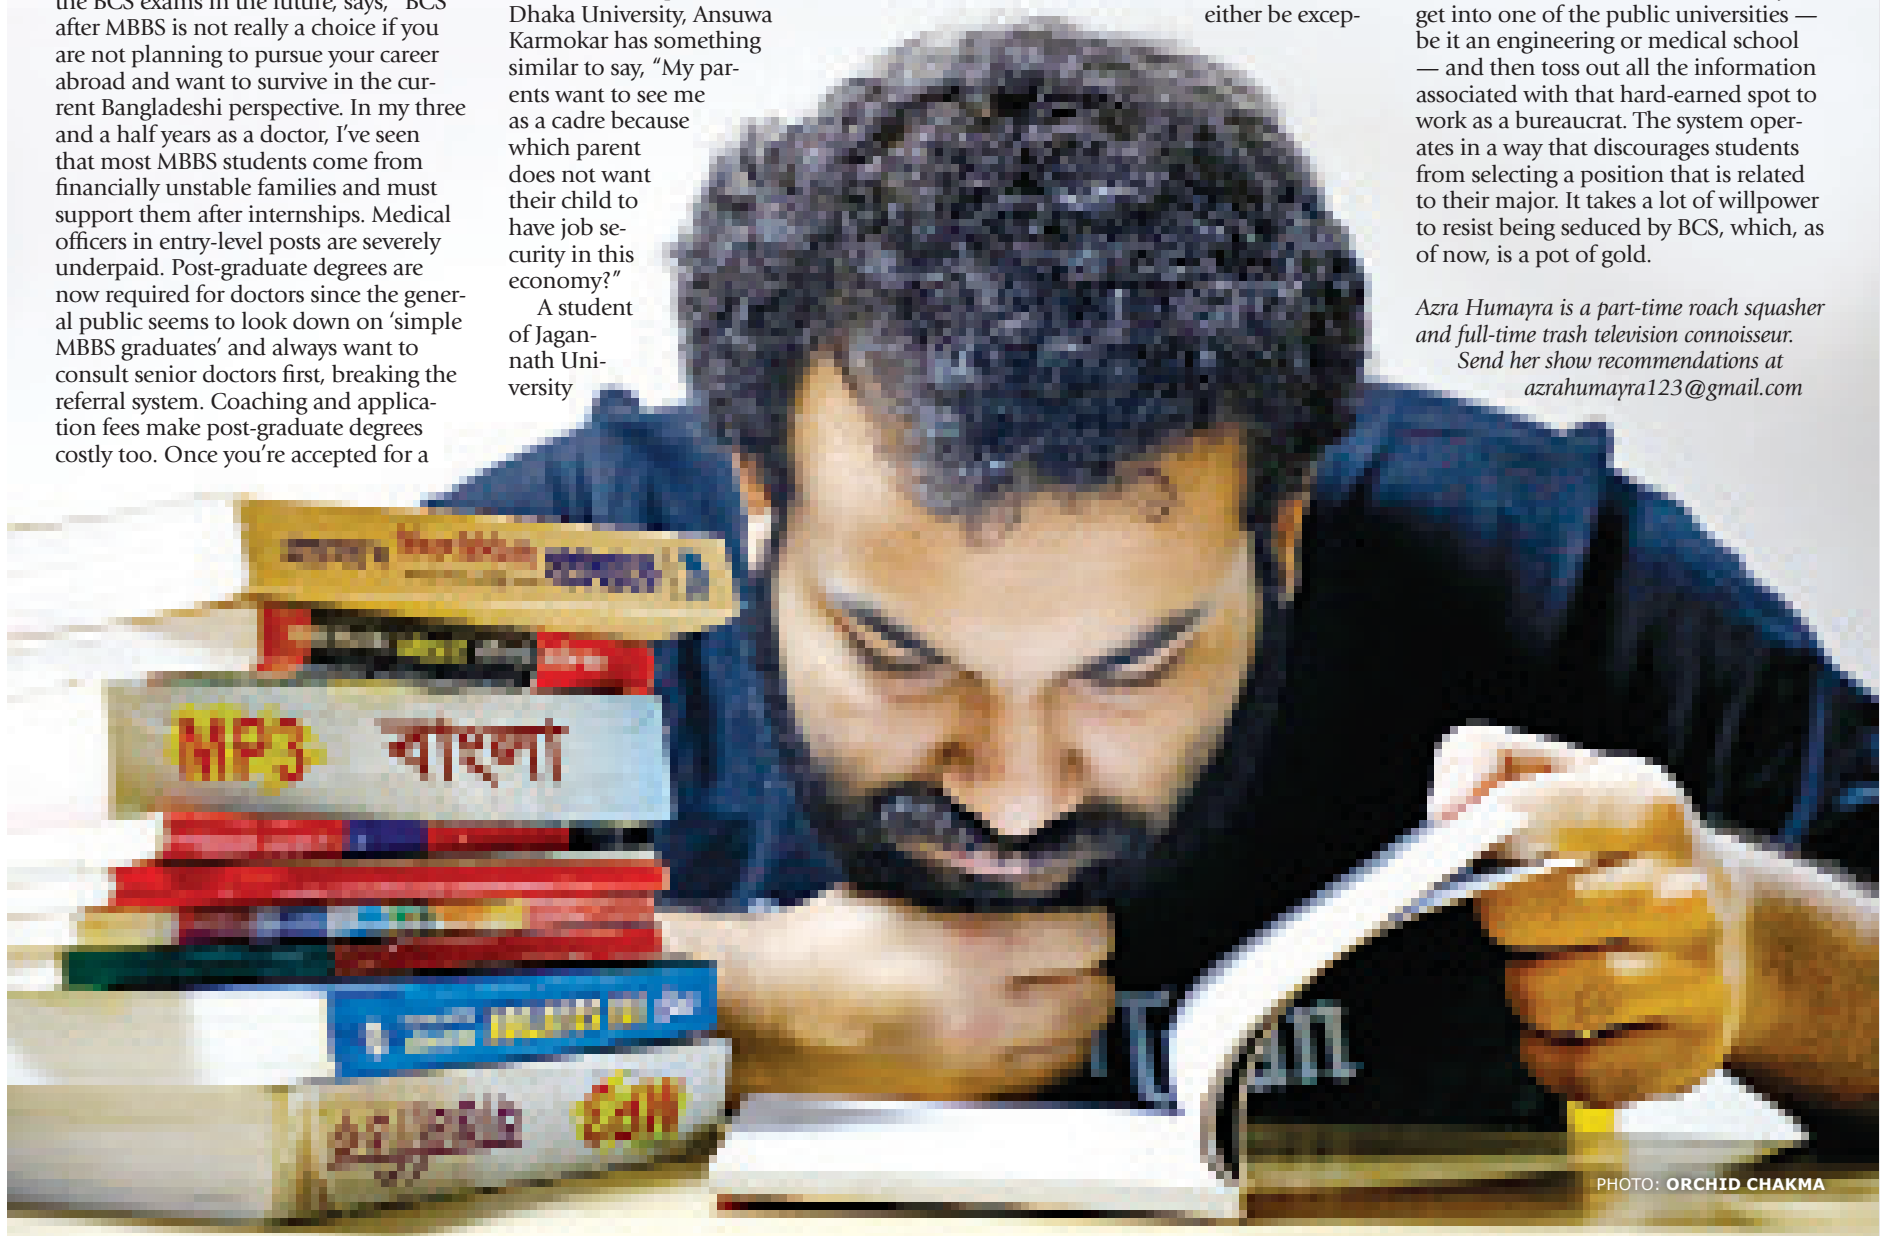 the BCS exams in the future, says, “BCS
after MBBS is not really a choice if you
are not planning to pursue your career
abroad and want to survive in the cur-
rent Bangladeshi perspective. In my three
and a half years as a doctor, I’ve seen
that most MBBS students come from
financially unstable families and must
support them after internships. Medical
officers in entry-level posts are severely
underpaid. Post-graduate degrees are
now required for doctors since the gener-
al public seems to look down on ‘simple
MBBS graduates’ and always want to
consult senior doctors first, breaking the
referral system. Coaching and applica-
tion fees make post-graduate degrees
costly too. Once you’re accepted for a
Dhaka University, Ansuwa
Karmokar has something
similar to say, “My par-
ents want to see me
as a cadre because
which parent
does not want
their child to
have job se-
curity in this
economy?”
A student
of Jagan-
nath Uni-
versity
either be excep-
get into one of the public universities —
be it an engineering or medical school
— and then toss out all the information
associated with that hard-earned spot to
work as a bureaucrat. The system oper-
ates in a way that discourages students
from selecting a position that is related
to their major. It takes a lot of willpower
to resist being seduced by BCS, which, as
of now, is a pot of gold.
Azra Humayra is a part-time roach squasher
and full-time trash television connoisseur.
Send her show recommendations at
azrahumayra123@gmail.com
MP3 বাংলা
PHOTO: ORCHID CHAKMA